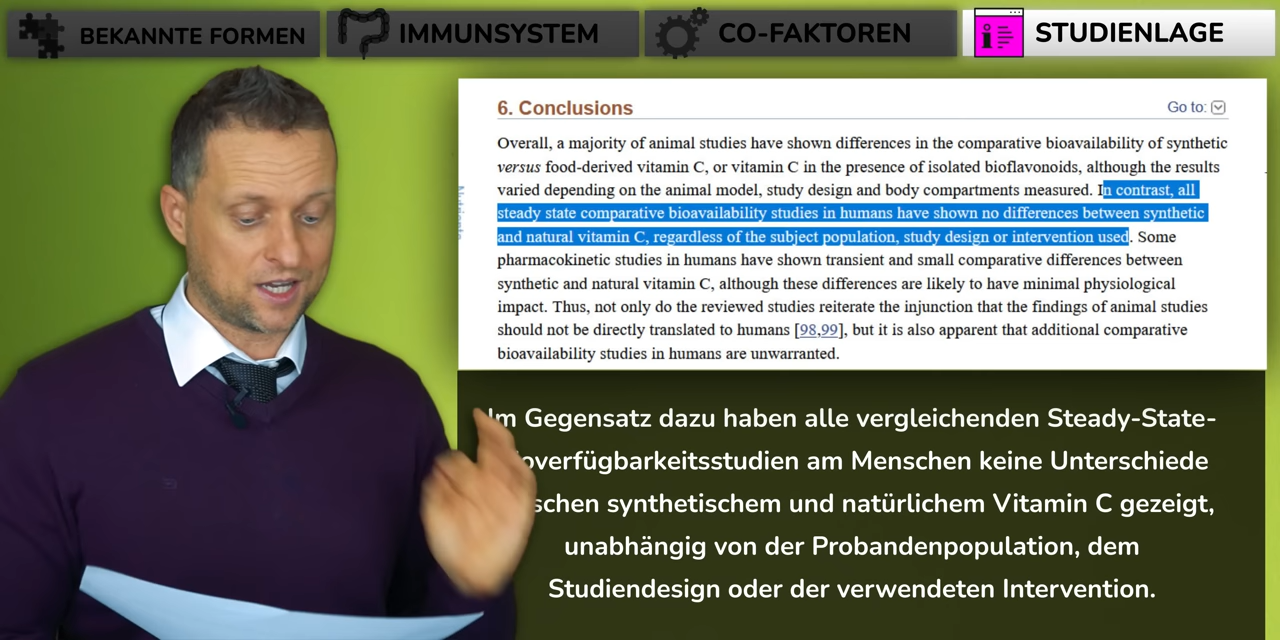 BEKANNTE FORMEN
IMMUNSYSTEM
CO-FAKTOREN
STUDIENLAGE
6. Conclusions
Go to:
Overall, a majority of animal studies have shown differences in the comparative bioavailability of synthetic
versus food-derived vitamin C, or vitamin C in the presence of isolated bioflavonoids, although the results
varied depending on the animal model, study design and body compartments measured. In contrast, all
steady state comparative bioavailability studies in humans have shown no differences between synthetic
and natural vitamin C, regardless of the subject population, study design or intervention used. Some
pharmacokinetic studies in humans have shown transient and small comparative differences between
synthetic and natural vitamin C, although these differences are likely to have minimal physiological
impact. Thus, not only do the reviewed studies reiterate the injunction that the findings of animal studies
should not be directly translated to humans [98,99], but it is also apparent that additional comparative
bioavailability studies in humans are unwarranted.
Im Gegensatz dazu haben alle vergleichenden Steady-State-
overfügbarkeitsstudien am Menschen keine Unterschiede
schen synthetischem und natürlichem Vitamin C gezeigt,
unabhängig von der Probandenpopulation, dem
Studiendesign oder der verwendeten Intervention.